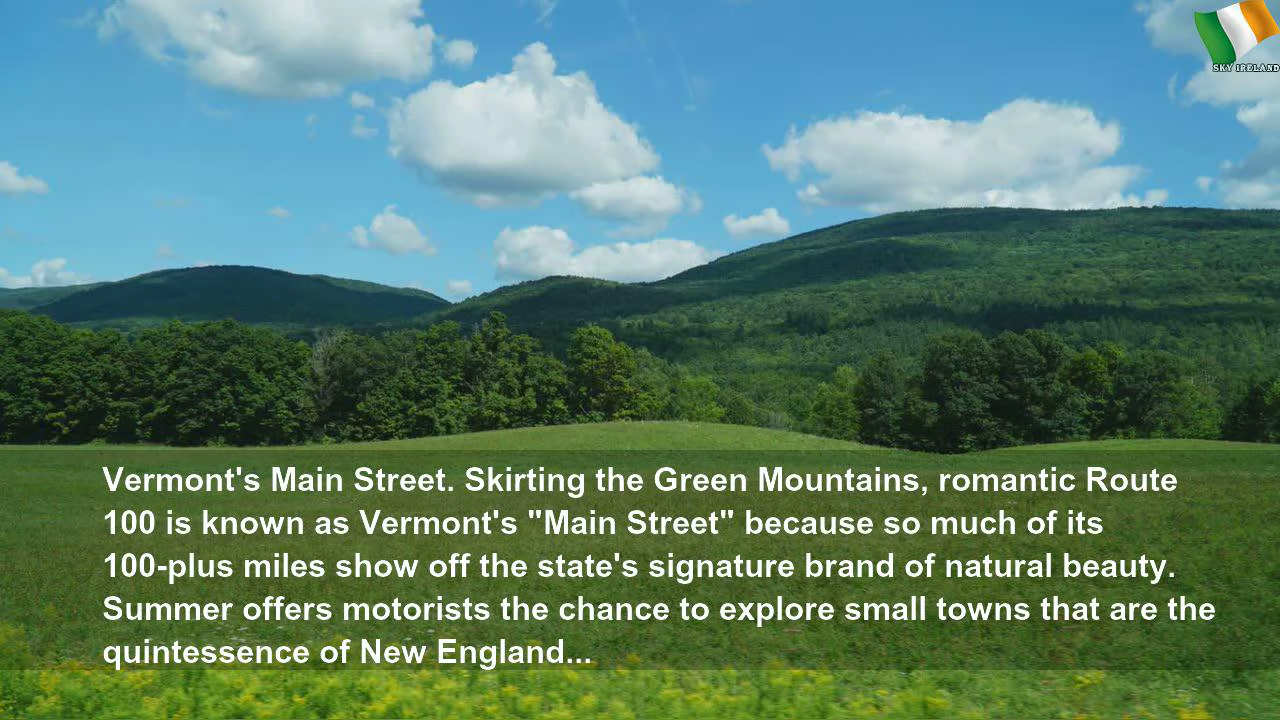 SKY IRELAND
Vermont's Main Street. Skirting the Green Mountains, romantic Route
100 is known as Vermont's "Main Street" because so much of its
100-plus miles show off the state's signature brand of natural beauty.
Summer offers motorists the chance to explore small towns that are the
quintessence of New England...